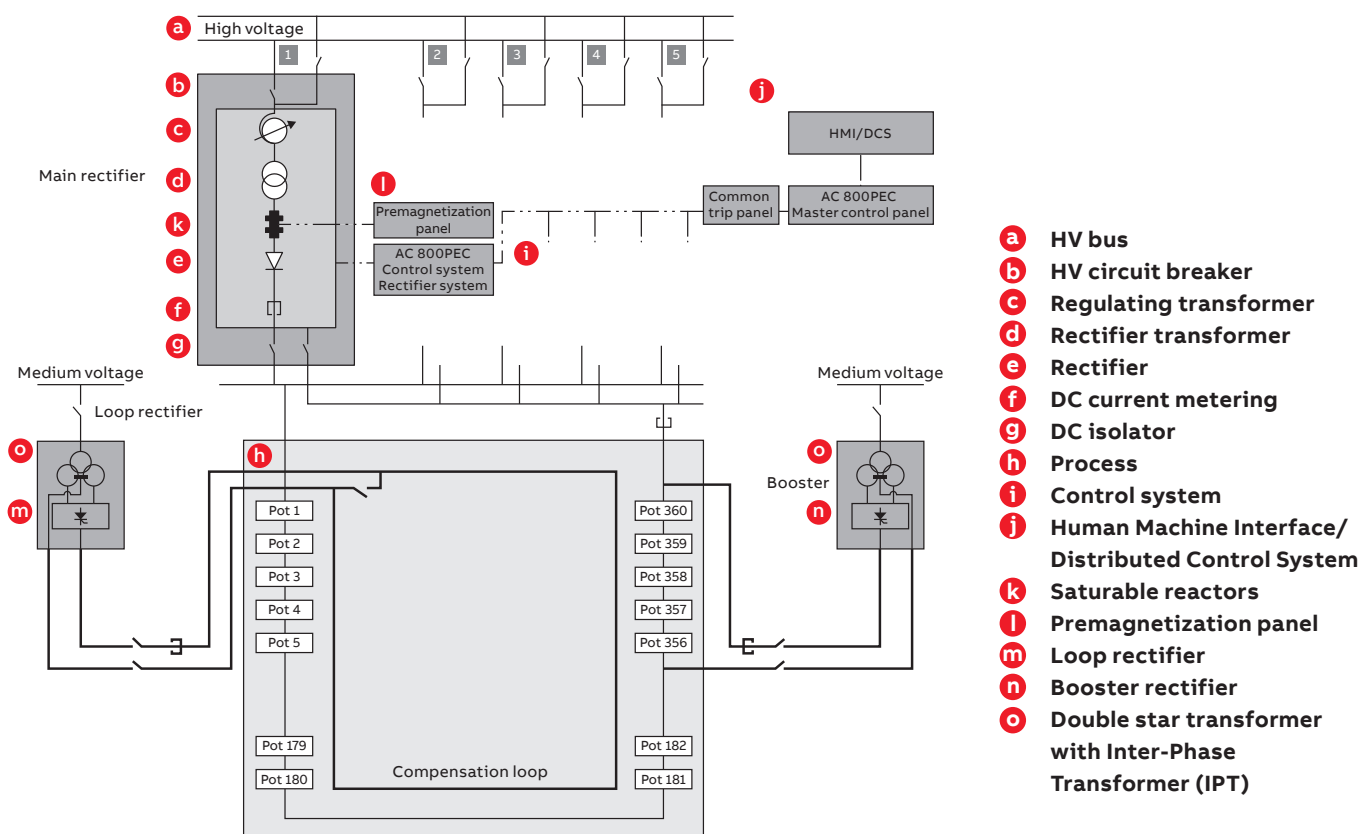 a High voltage
1 2 3 4 5
b
j
c
HMI/DCS
Main rectifier
d
l
Premagnetization
panel
Common
trip panel
AC 800PEC
Master control panel
k
i
e
AC 800PEC
Control system
Rectifier system
f
g
Medium voltage
Loop rectifier
Medium voltage
o
m
h
Booster
o
n
Pot 1
Pot 2
Pot 3
Pot 4
Pot 5
Pot 179
Pot 180
Compensation loop
Pot 360
Pot 359
Pot 358
Pot 357
Pot 356
Pot 182
Pot 181
a HV bus
b HV circuit breaker
c Regulating transformer
d Rectifier transformer
e Rectifier
f DC current metering
g DC isolator
h Process
i Control system
j Human Machine Interface/
Distributed Control System
k Saturable reactors
l Premagnetization panel
m Loop rectifier
n Booster rectifier
o Double star transformer
with Inter-Phase
Transformer (IPT)